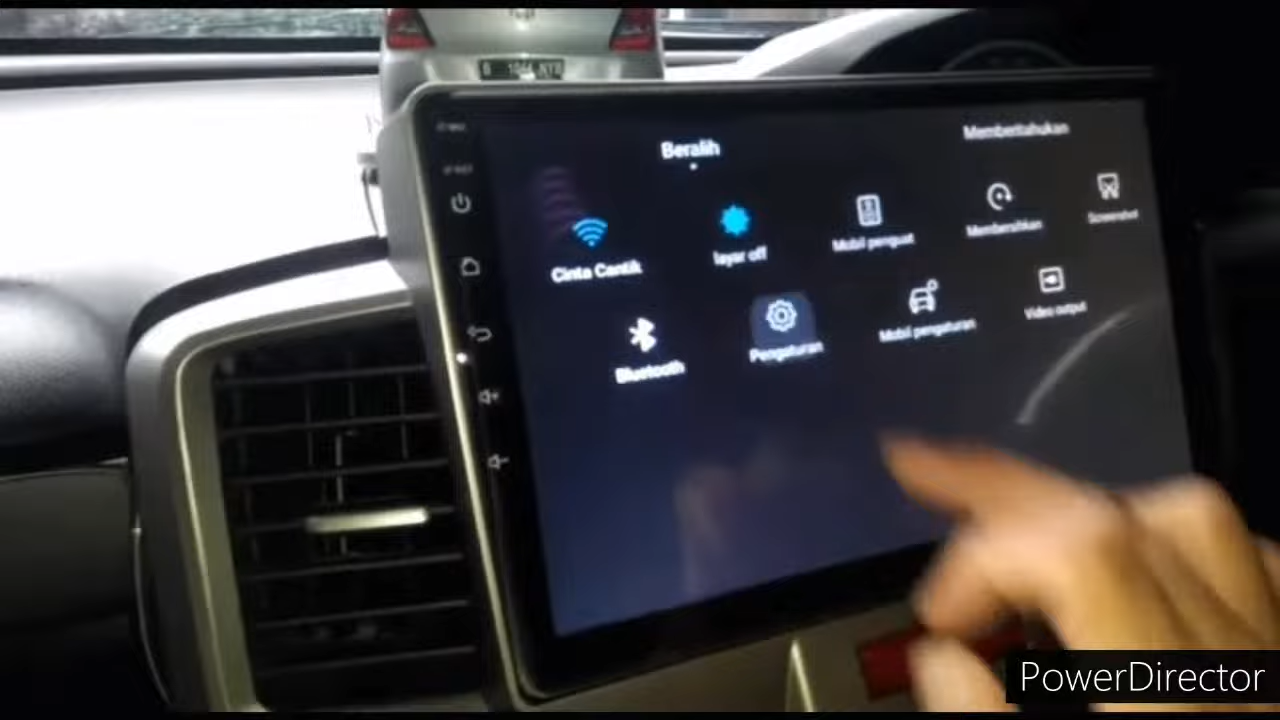 Beralih
Memberitahukan
Cinta Cantik
layar off
Mobil penguat
Membersihkan
Screenshot
Bluetooth
Pengaturan
Mobil pengaturan
Video output
PowerDirector